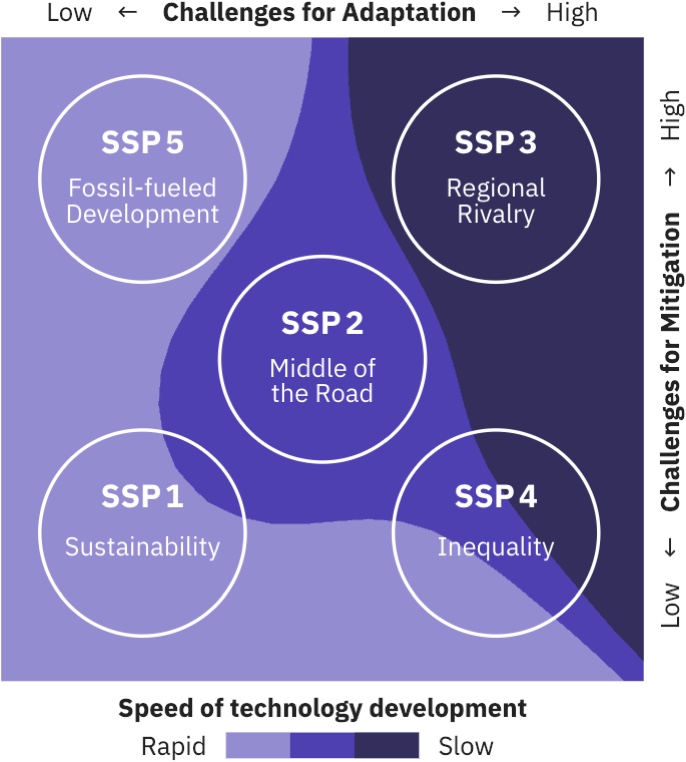 Low ← Challenges for Adaptation → High
SSP 5
Fossil-fueled
Development
SSP 3
Regional
Rivalry
SSP 2
Middle of
the Road
SSP 1
Sustainability
SSP 4
Inequality
Low ← Challenges for Mitigation → High
Speed of technology development
Rapid
Slow